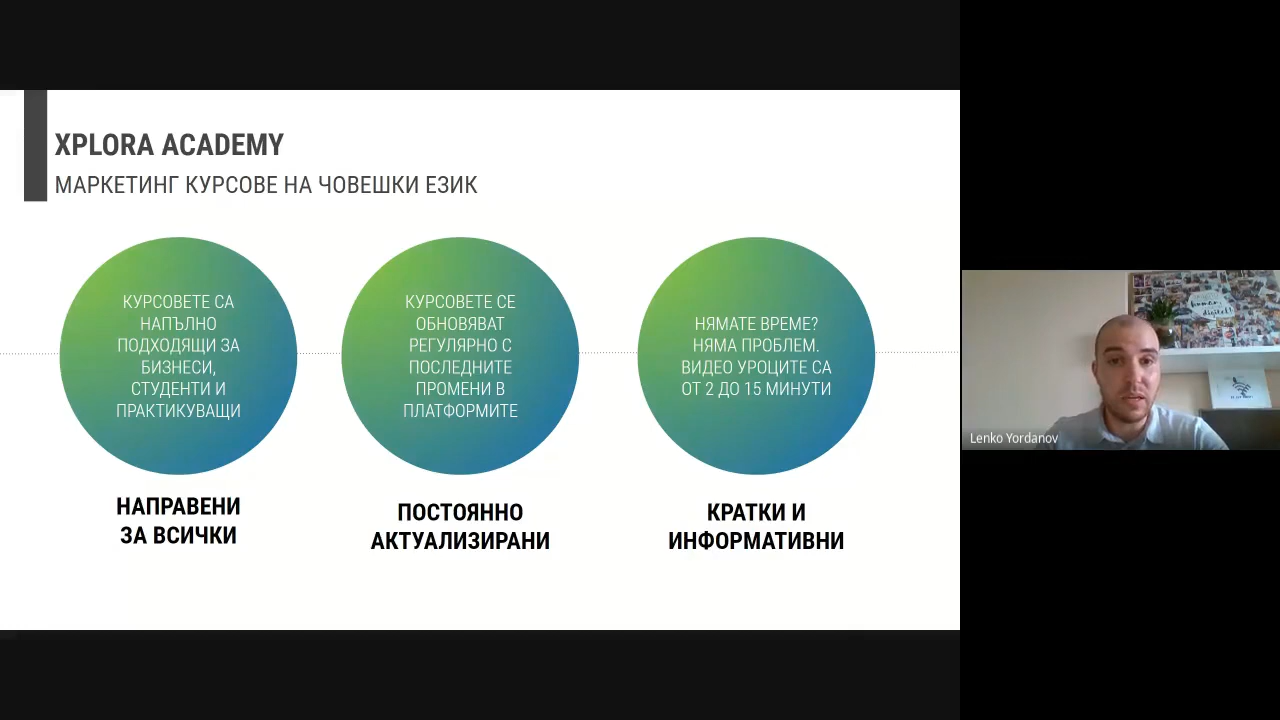 XPLORA ACADEMY
МАРКЕТИНГ КУРСОВЕ НА ЧОВЕШКИ ЕЗИК
КУРСОВЕТЕ СА
НАПЪЛНО
ПОДХОДЯЩИ ЗА
БИЗНЕСИ,
СТУДЕНТИ И
ПРАКТИКУВАЩИ
НАПРАВЕНИ
ЗА ВСИЧКИ
КУРСОВЕТЕ СЕ
ОБНОВЯВАТ
РЕГУЛЯРНО С
ПОСЛЕДНИТЕ
ПРОМЕНИ В
ПЛАТФОРМИТЕ
ПОСТОЯННО
АКТУАЛИЗИРАНИ
НЯМАТЕ ВРЕМЕ?
НЯМА ПРОБЛЕМ.
ВИДЕО УРОЦИТЕ СА
ОТ 2 ДО 15 МИНУТИ
КРАТКИ И
ИНФОРМАТИВНИ
Lenko Yordanov